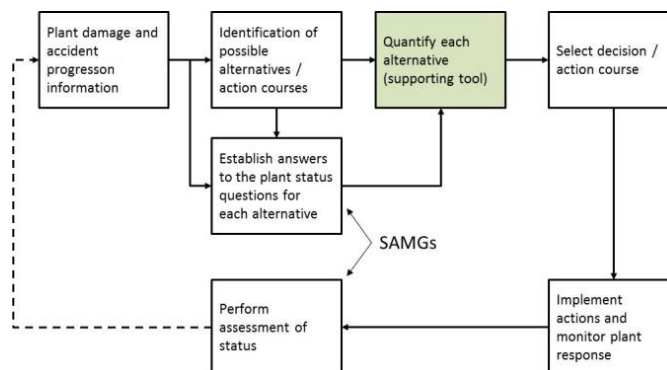 Plant damage and
accident
progresson
information
Identification of
possible
alternatives /
action courses
Quantify each
alternative
(supporting tool)
Select decision /
action course
Establish answers
to the plant status
questions for
each alternative
SAMGs
Perform
assessment of
status
Implement
actions and
monitor plant
response